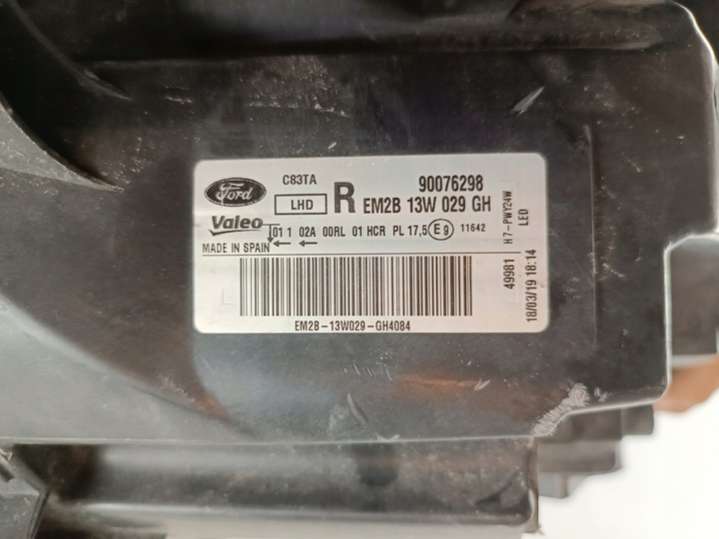 Ford C83TA 90076298
LHD R EM2B 13W 029 GH
Valeo 01 1 02A 00RL 01 HCR PL 17,5 E9 11642
MADE IN SPAIN
EM2B-13W029-GH4084
H7-PWY24W
LED
49981
18/03/19 18:14